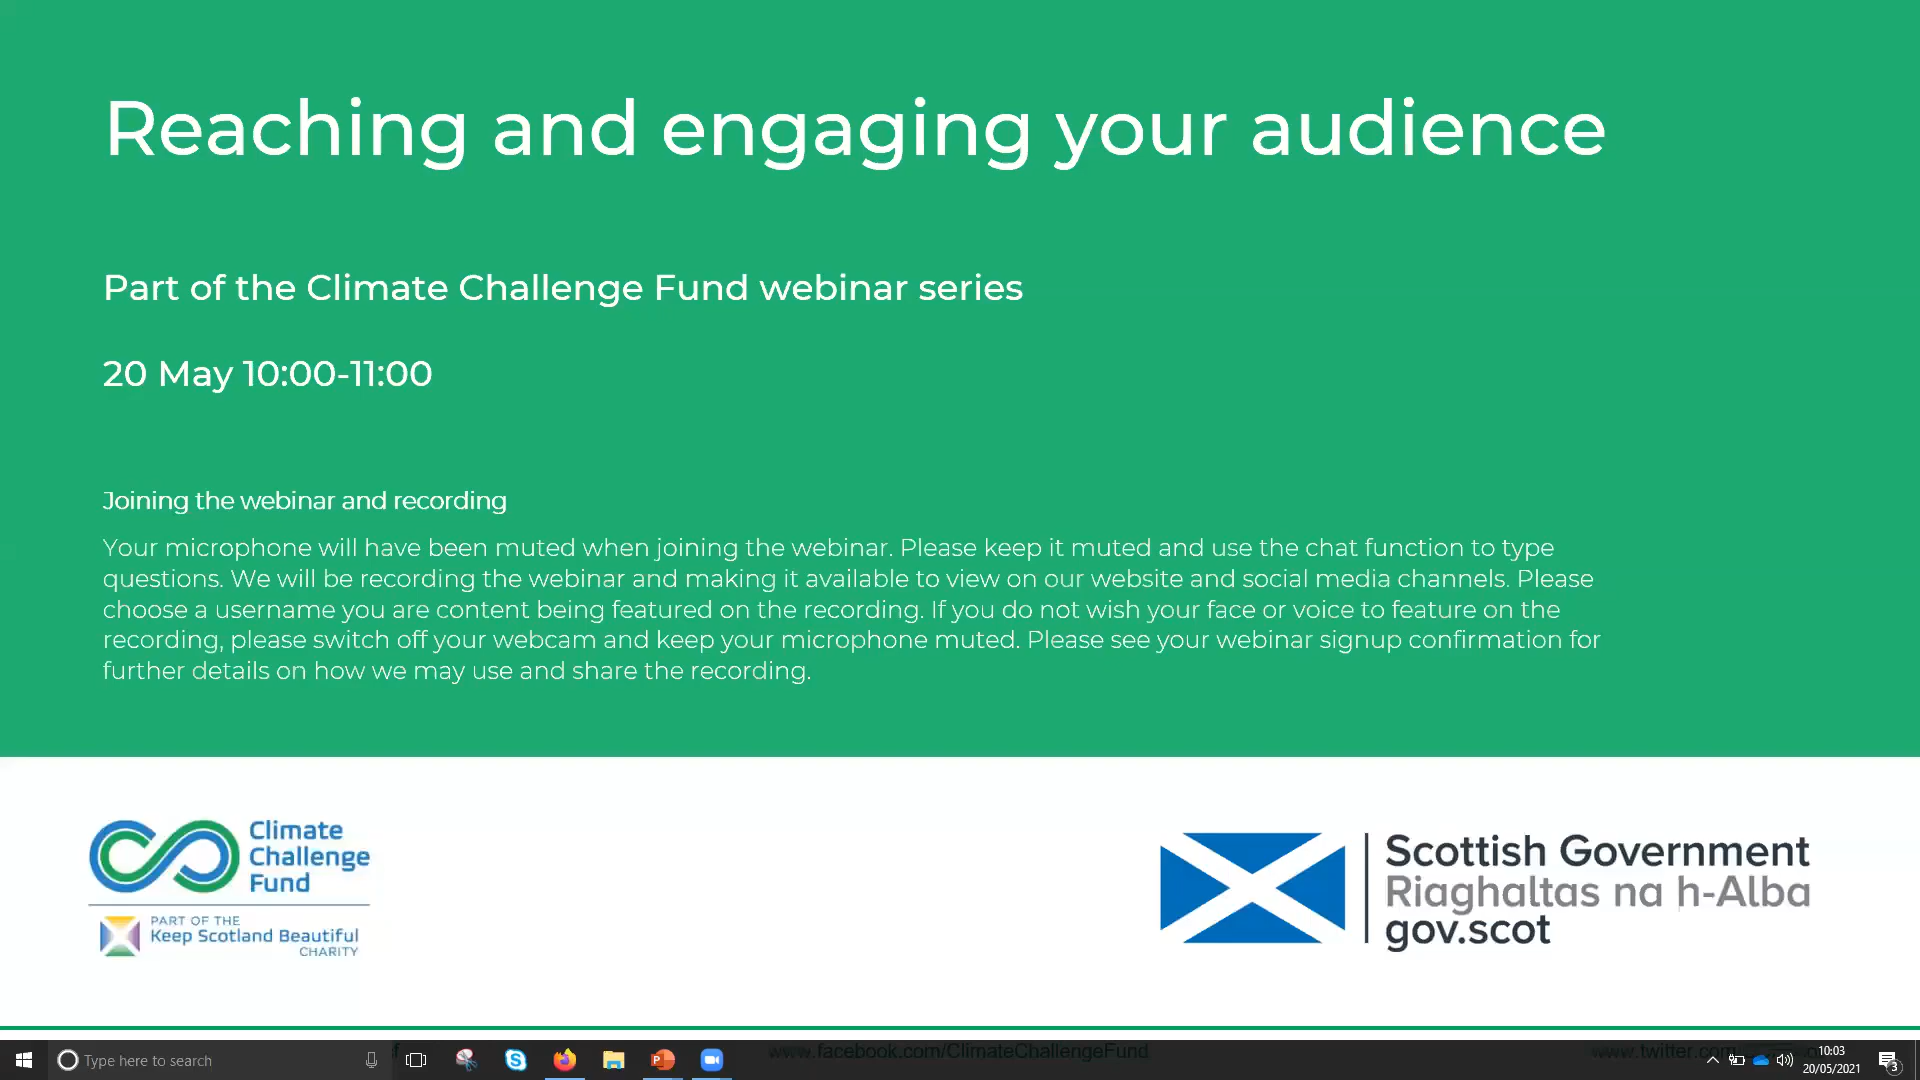 Reaching and engaging your audience
Part of the Climate Challenge Fund webinar series
20 May 10:00-11:00
Joining the webinar and recording
Your microphone will have been muted when joining the webinar. Please keep it muted and use the chat function to type
questions. We will be recording the webinar and making it available to view on our website and social media channels. Please
choose a username you are content being featured on the recording. If you do not wish your face or voice to feature on the
recording, please switch off your webcam and keep your microphone muted. Please see your webinar signup confirmation for
further details on how we may use and share the recording.
Climate
Challenge
Fund
PART OF THE
Keep Scotland Beautiful
CHARITY
Scottish Government
Riaghaltas na h-Alba
gov.scot
Type here to search
www.facebook.com/ClimateChallengeFund
www.twitter.com
10:03
20/05/2021
3